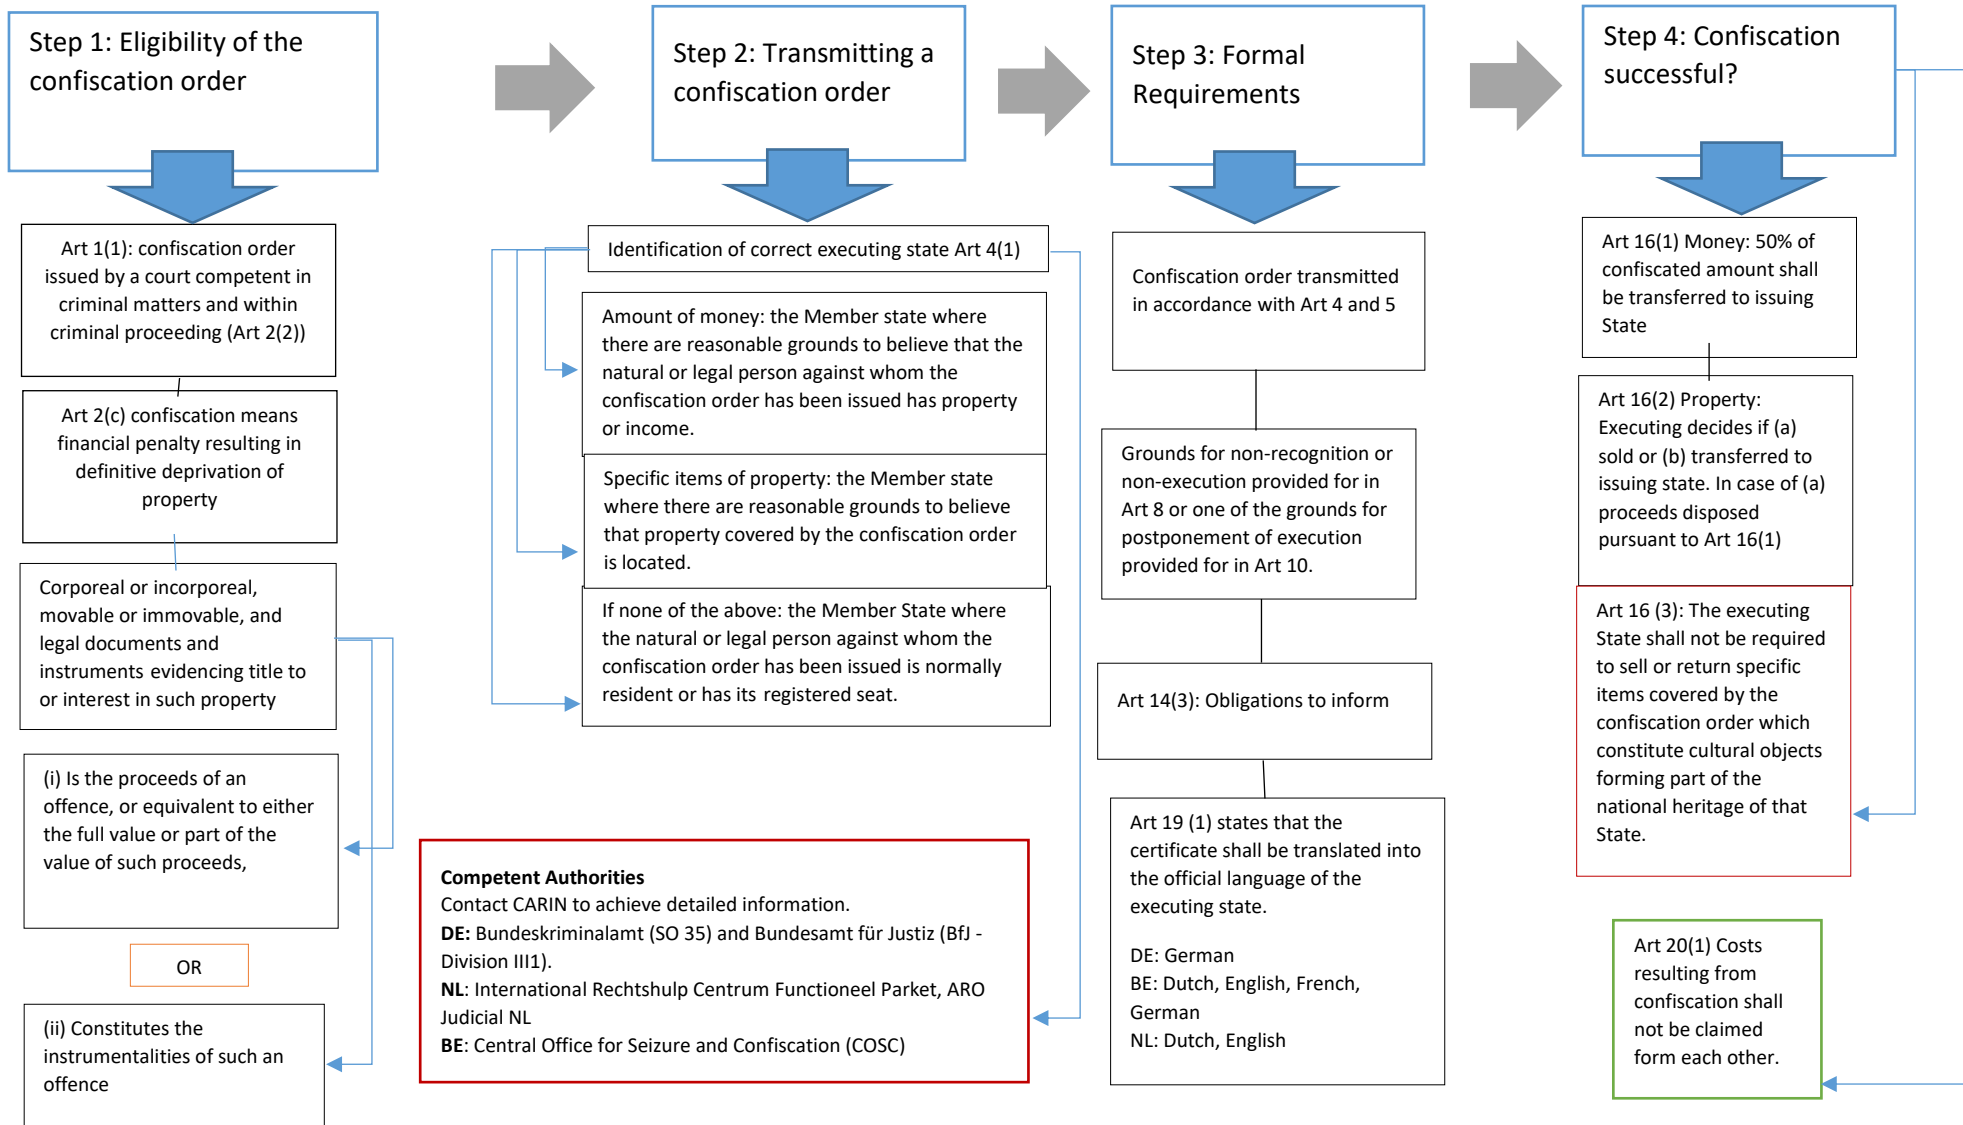 Step 1: Eligibility of the
confiscation order
Art 1(1): confiscation order
issued by a court competent in
criminal matters and within
criminal proceeding (Art 2(2))
Art 2(c) confiscation means
financial penalty resulting in
definitive deprivation of
property
Corporeal or incorporeal,
movable or immovable, and
legal documents and
instruments evidencing title to
or interest in such property
(i) Is the proceeds of an
offence, or equivalent to either
the full value or part of the
value of such proceeds,
OR
(ii) Constitutes the
instrumentalities of such an
offence
Step 2: Transmitting a
confiscation order
Identification of correct executing state Art 4(1)
Amount of money: the Member state where
there are reasonable grounds to believe that the
natural or legal person against whom the
confiscation order has been issued has property
or income.
Specific items of property: the Member state
where there are reasonable grounds to believe
that property covered by the confiscation order
is located.
If none of the above: the Member State where
the natural or legal person against whom the
confiscation order has been issued is normally
resident or has its registered seat.
Competent Authorities
Contact CARIN to achieve detailed information.
DE: Bundeskriminalamt (SO 35) and Bundesamt für Justiz (BfJ -
Division III1).
NL: International Rechtshulp Centrum Functioneel Parket, ARO
Judicial NL
BE: Central Office for Seizure and Confiscation (COSC)
Step 3: Formal
Requirements
Confiscation order transmitted
in accordance with Art 4 and 5
Grounds for non-recognition or
non-execution provided for in
Art 8 or one of the grounds for
postponement of execution
provided for in Art 10.
Art 14(3): Obligations to inform
Art 19 (1) states that the
certificate shall be translated into
the official language of the
executing state.
DE: German
BE: Dutch, English, French,
German
NL: Dutch, English
Step 4: Confiscation
successful?
Art 16(1) Money: 50% of
confiscated amount shall
be transferred to issuing
State
Art 16(2) Property:
Executing decides if (a)
sold or (b) transferred to
issuing state. In case of (a)
proceeds disposed
pursuant to Art 16(1)
Art 16 (3): The executing
State shall not be required
to sell or return specific
items covered by the
confiscation order which
constitute cultural objects
forming part of the
national heritage of that
State.
Art 20(1) Costs
resulting from
confiscation shall
not be claimed
form each other.